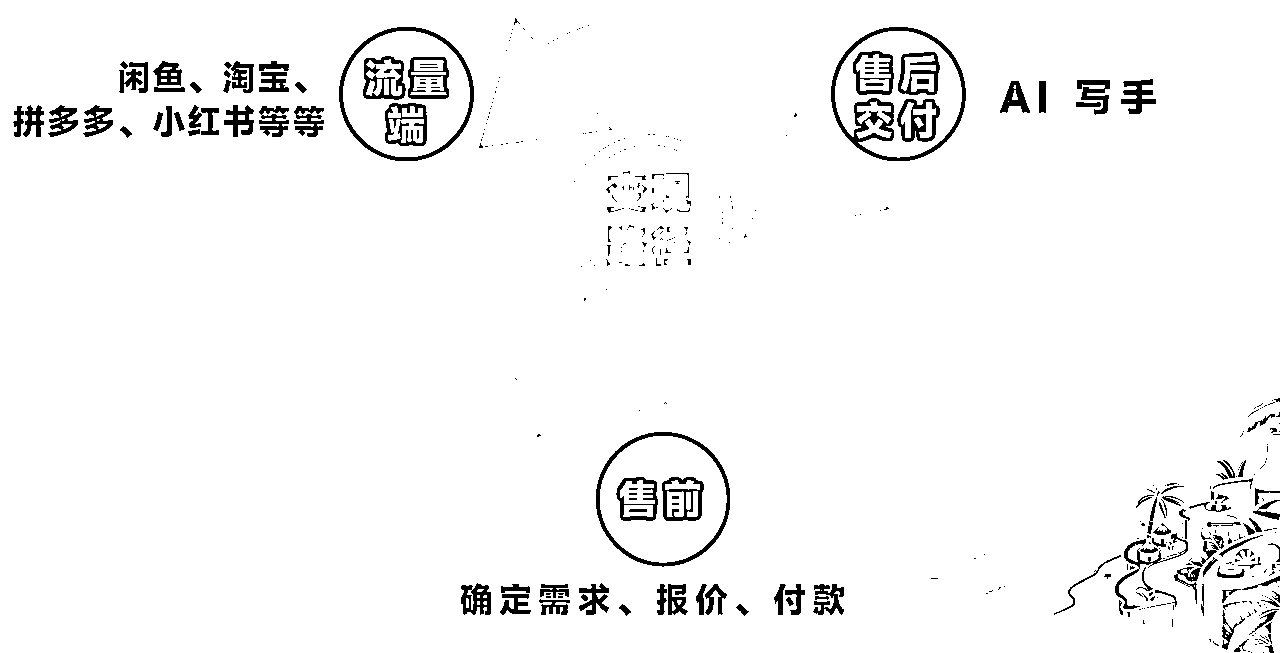 闲鱼、淘宝、
拼多多、小红书等等
流量
端
售后
交付
AI 写手
变现
路径
售前
确定需求、报价、付款